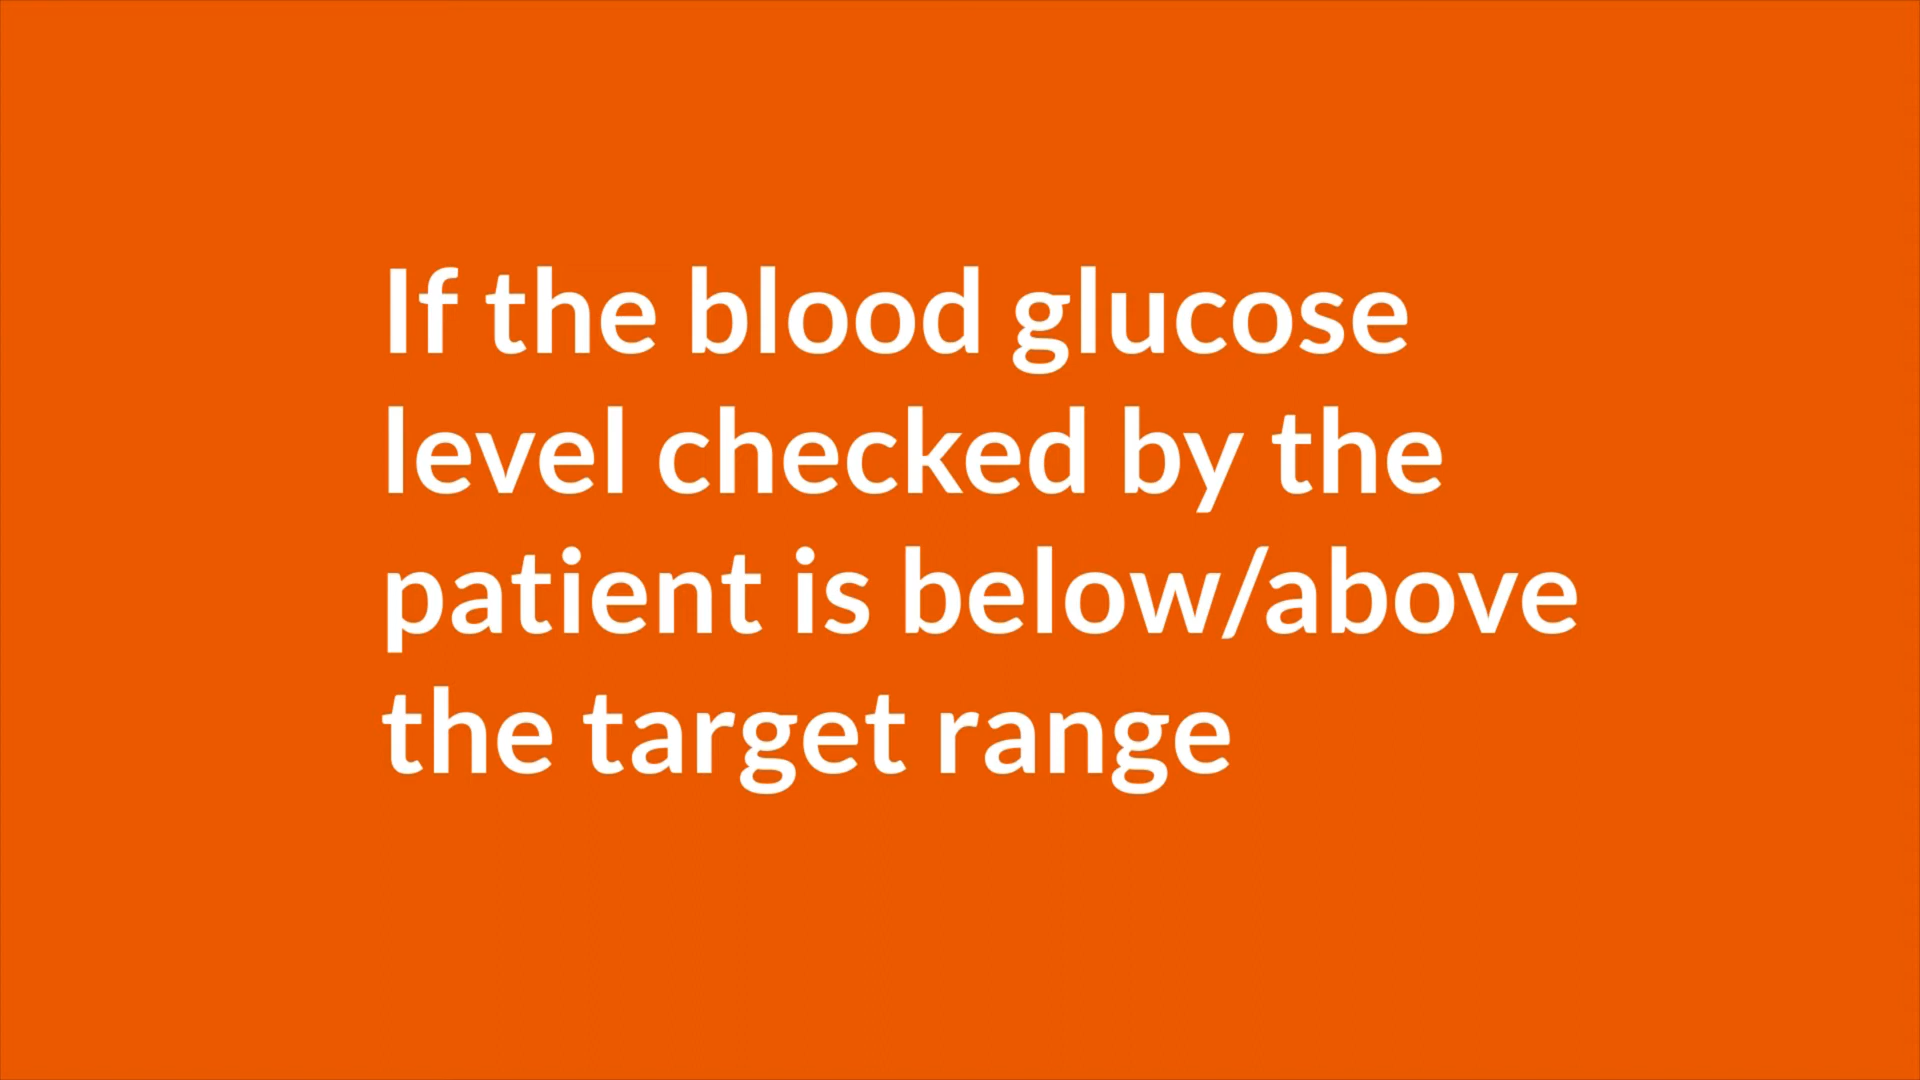 If the blood glucose
level checked by the
patient is below/above
the target range